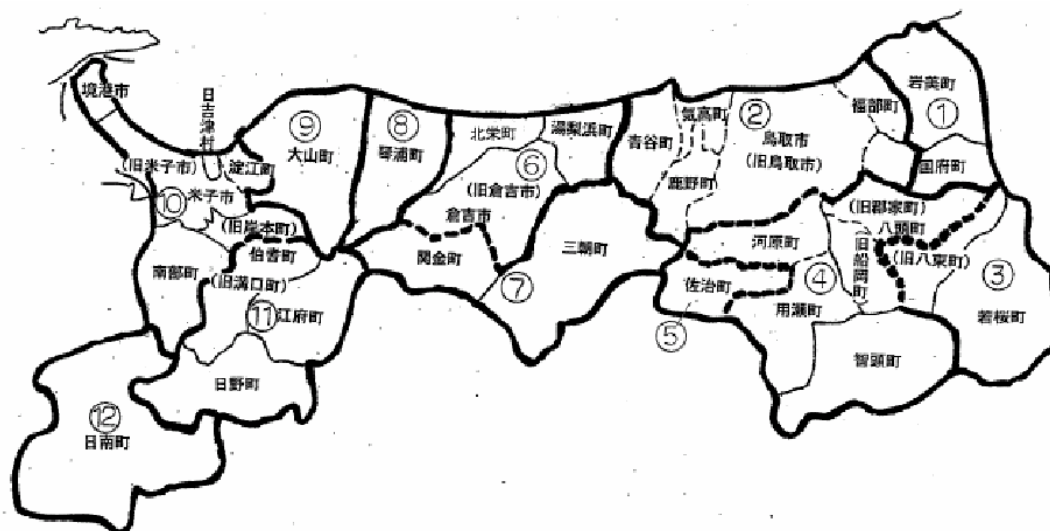 境港市
日吉津村
(旧米子市)
淀江町
⑩
米子市
⑨
大山町
⑧
琴浦町
北栄町
湯梨浜町
⑥
(旧倉吉市)
倉吉市
関金町
⑦
三朝町
青谷町
気高町
鹿野町
②
鳥取市
(旧鳥取市)
福部町
岩美町
①
国府町
(旧郡家町)
八頭町
(旧八東町)
旧船岡町
③
若桜町
河原町
佐治町
④
用瀬町
⑤
智頭町
(旧岸本町)
伯耆町
南部町
(旧溝口町)
⑪
江府町
日野町
⑫
日南町